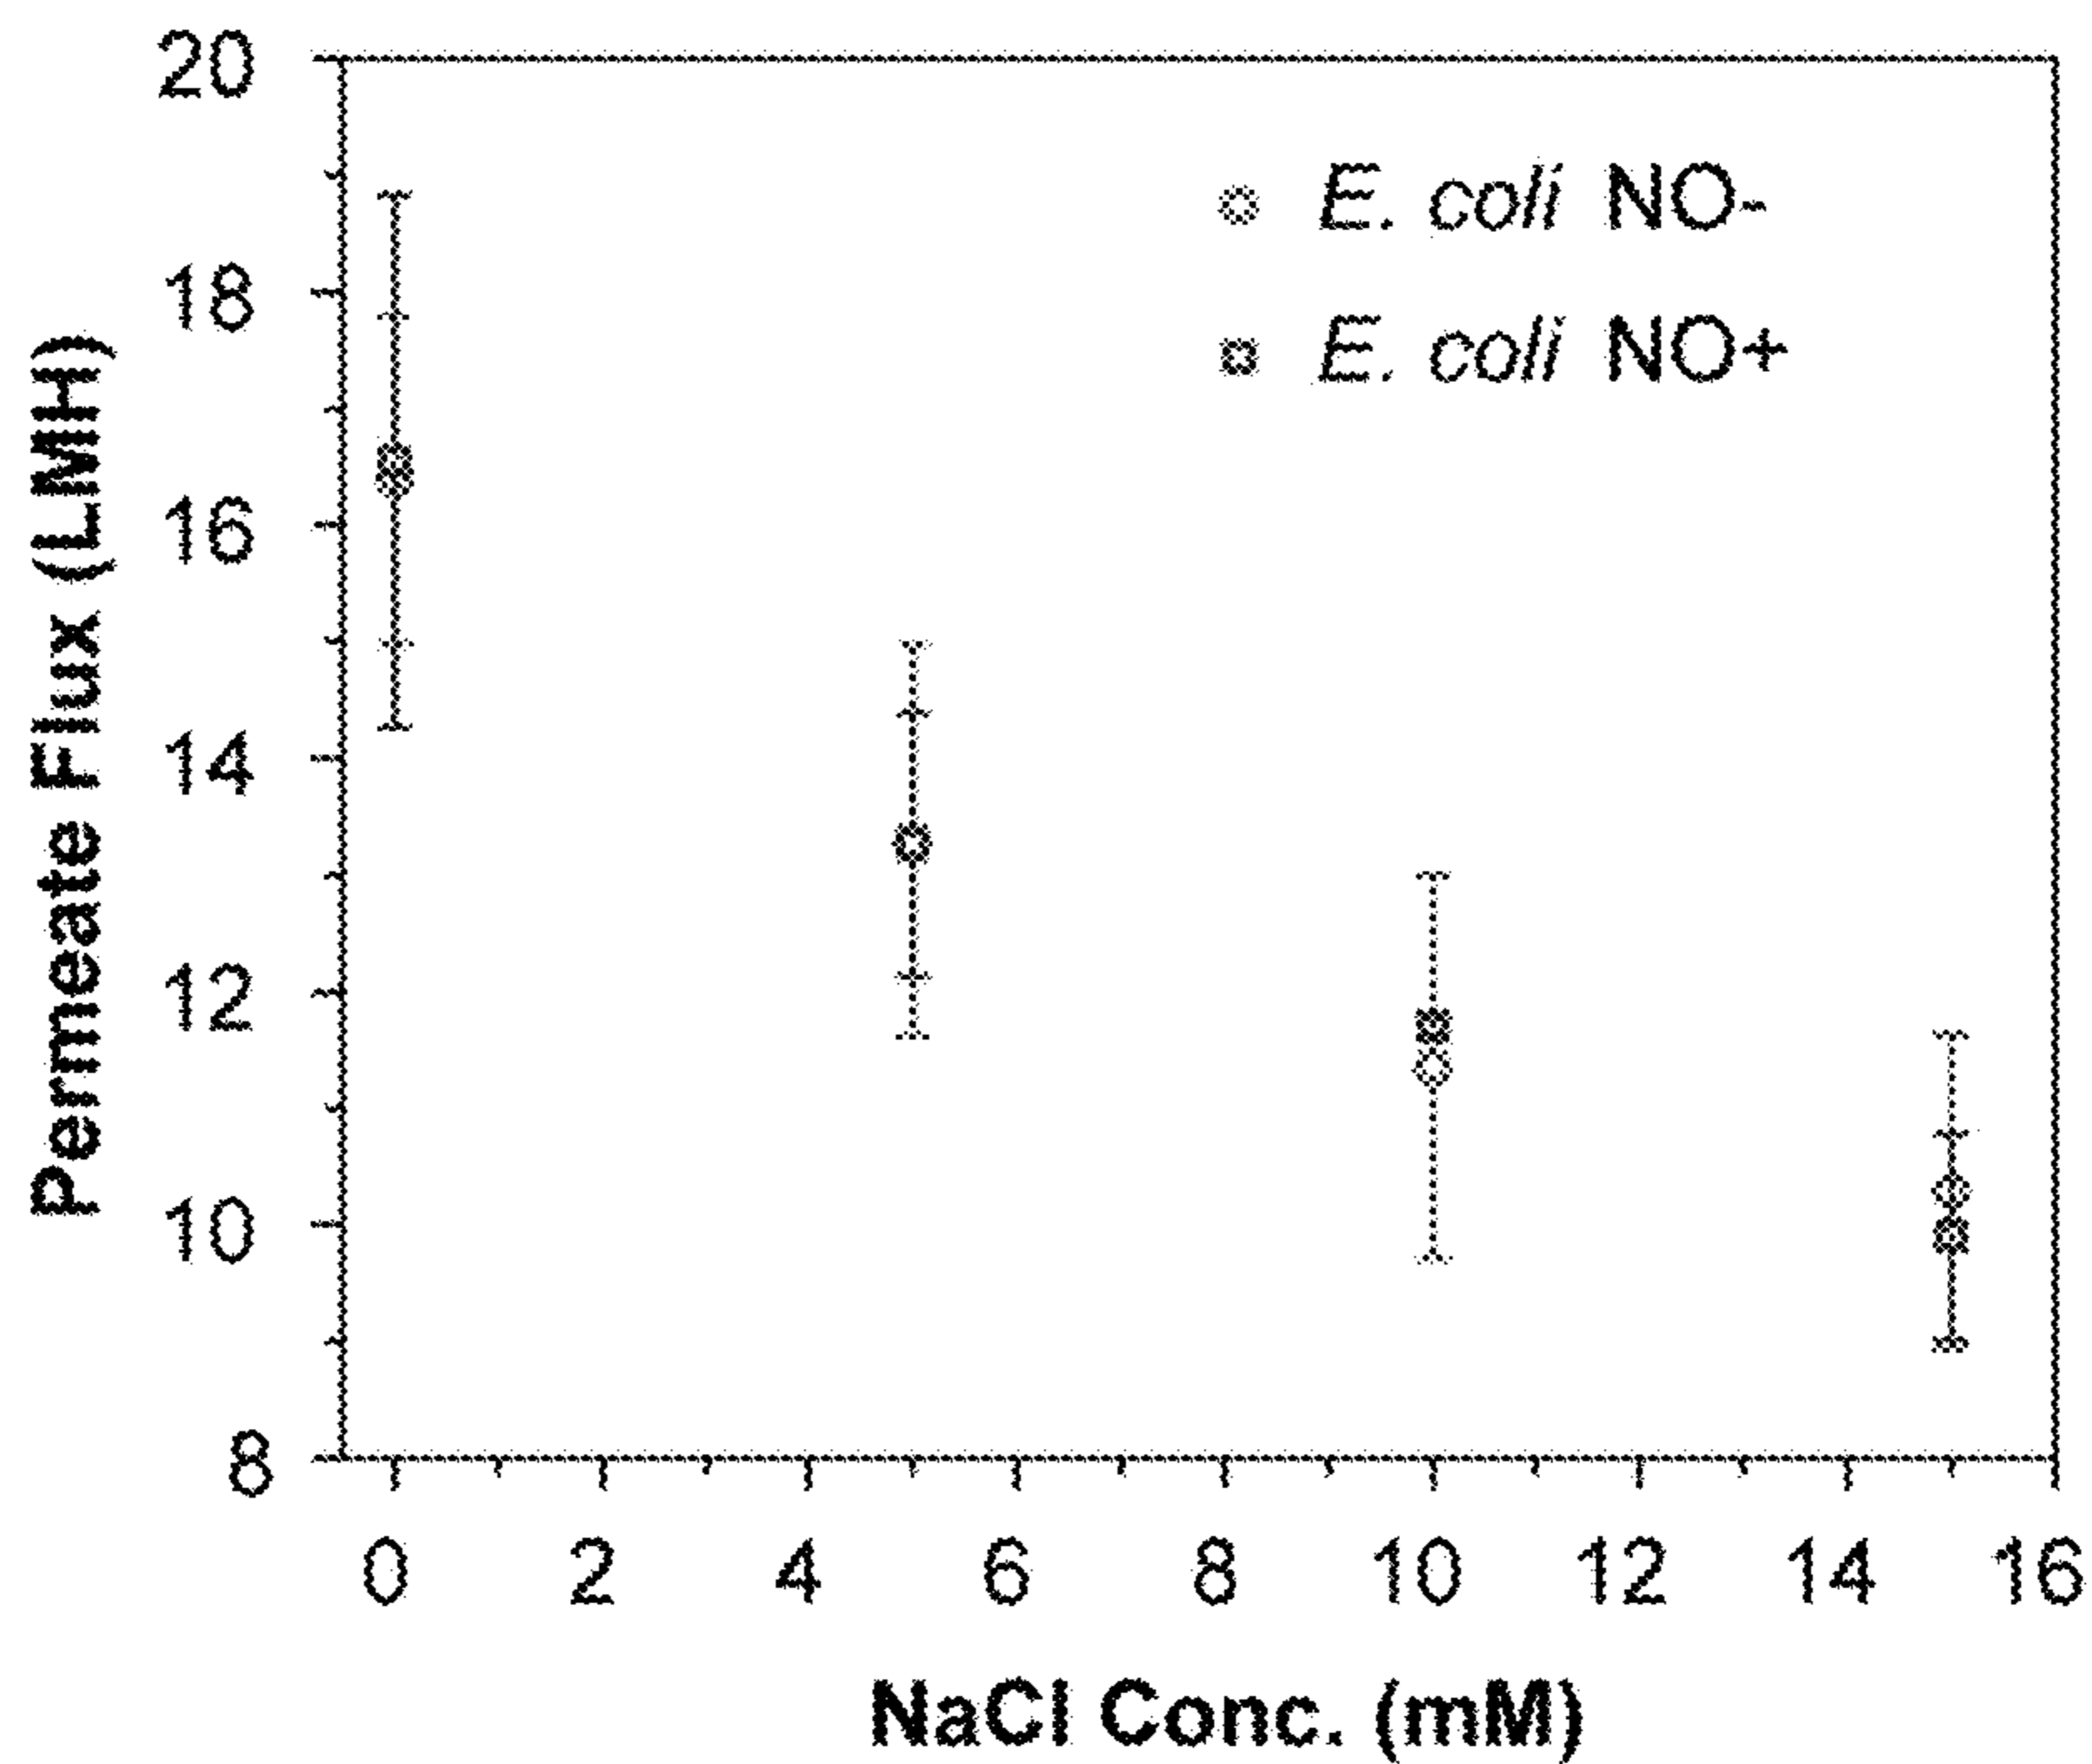 20
18
16
14
12
10
8
Permeate Flux (LMH)
E. coli NO-
E. coli NO+
0 2 4 6 8 10 12 14 16
NaCl Conc. (mM)